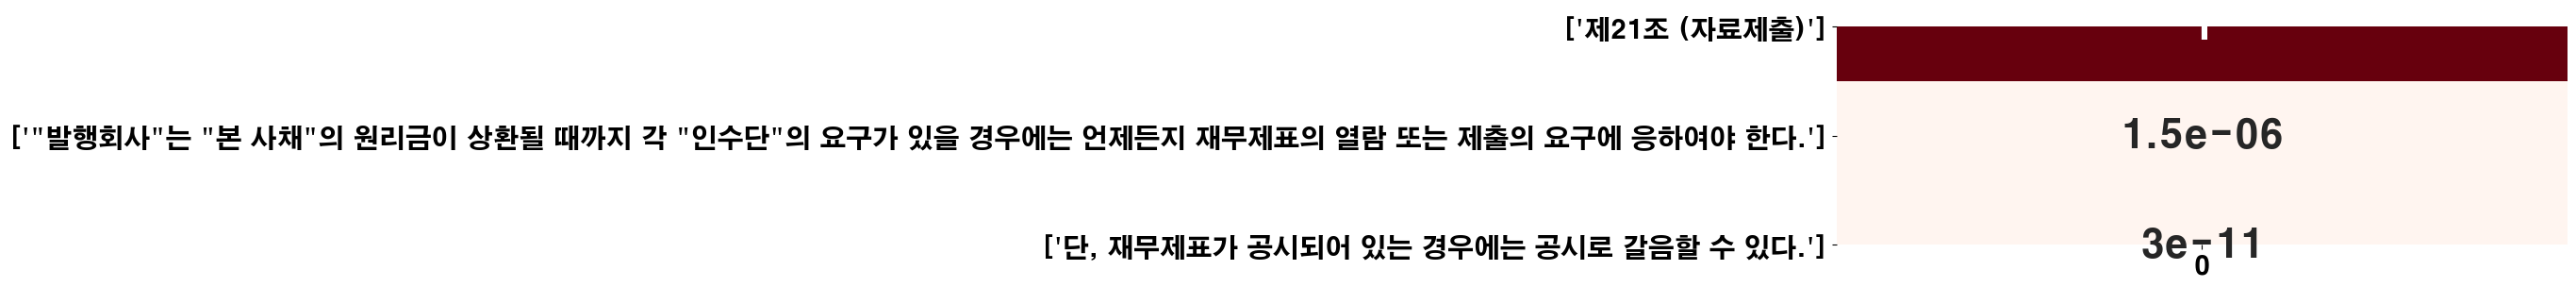 ['제21조 (자료제출)']
['"발행회사"는 "본 사채"의 원리금이 상환될 때까지 각 "인수단"의 요구가 있을 경우에는 언제든지 재무제표의 열람 또는 제출의 요구에 응하여야 한다.']
1.5e-06
['단, 재무제표가 공시되어 있는 경우에는 공시로 갈음할 수 있다.']
3e-11
0